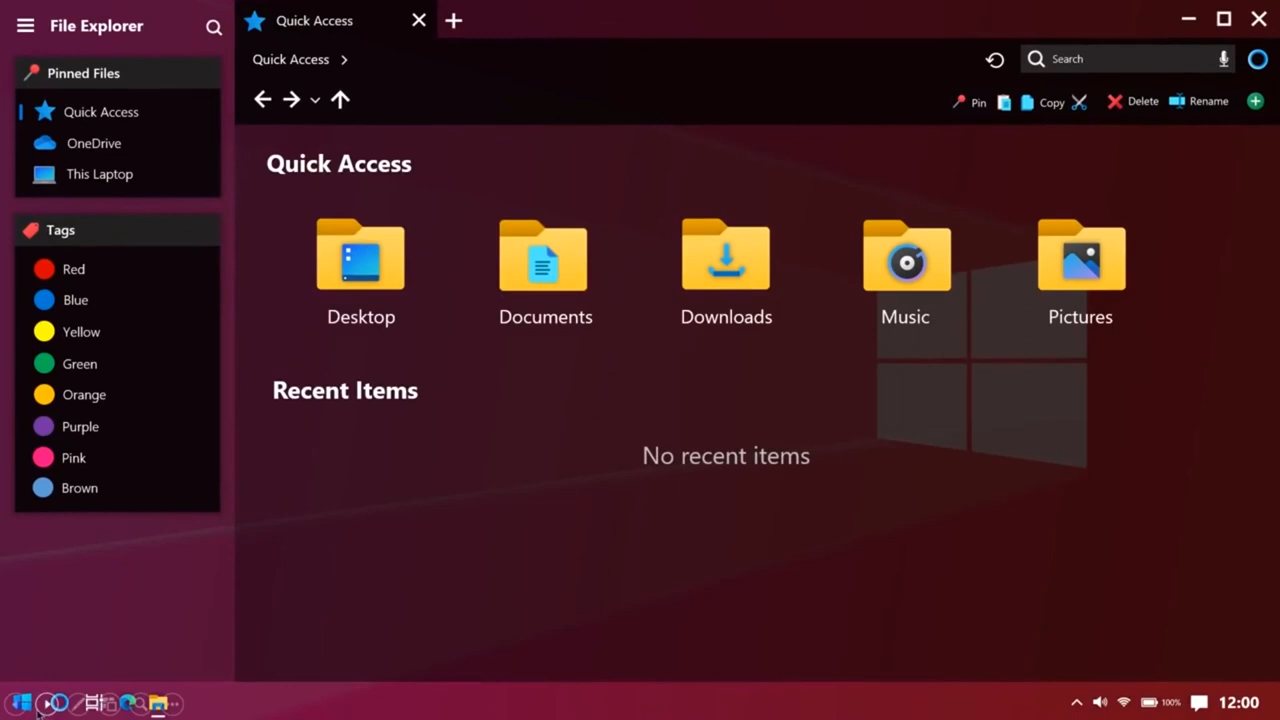 File Explorer
Quick Access
Quick Access
Search
Pinned Files
Pin
Copy
Delete
Rename
Quick Access
OneDrive
This Laptop
Quick Access
Desktop
Documents
Downloads
Music
Pictures
Tags
Red
Blue
Yellow
Green
Orange
Purple
Pink
Brown
Recent Items
No recent items
100%
12:00